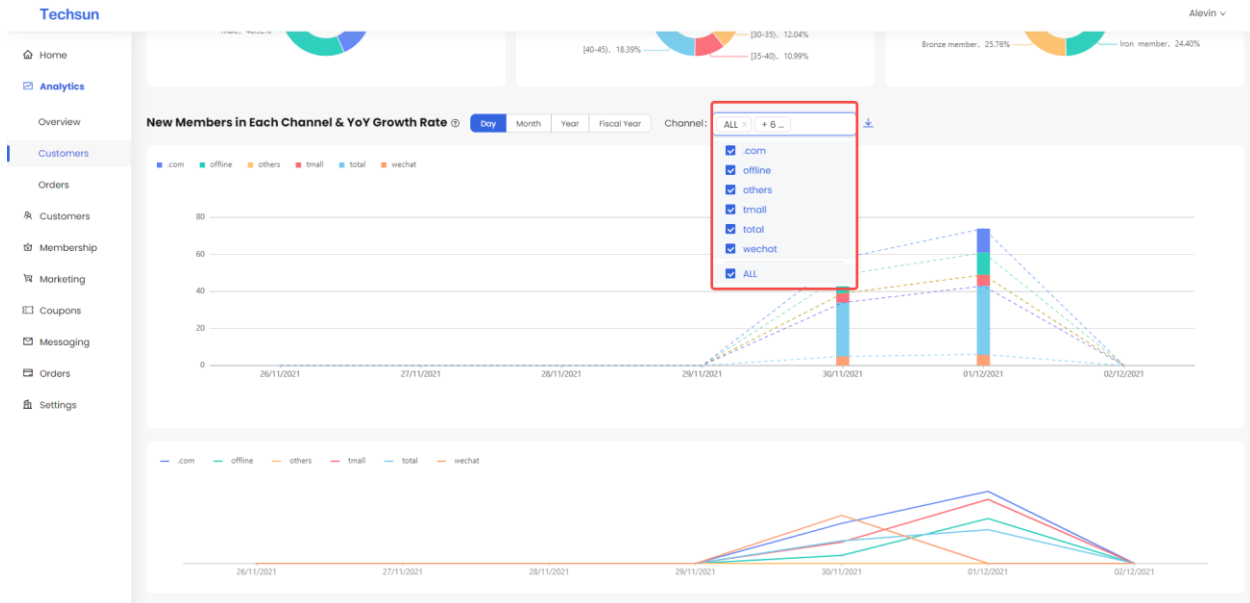 Techsun
Alevin
Home
Analytics
Overview
Customers
Orders
Customers
Membership
Marketing
Coupons
Messaging
Orders
Settings
[40-45), 18.39%
[30-35), 12.04%
[35-40), 10.99%
Bronze member, 25.76%
Iron member, 24.40%
New Members in Each Channel & YoY Growth Rate
Day Month Year Fiscal Year
Channel: ALL × + 6 ...
.com
offline
others
tmall
total
wechat
ALL
.com offline others tmall total wechat
80
60
40
20
0
26/11/2021 27/11/2021 28/11/2021 29/11/2021 30/11/2021 01/12/2021 02/12/2021
.com offline others tmall total wechat
26/11/2021 27/11/2021 28/11/2021 29/11/2021 30/11/2021 01/12/2021 02/12/2021